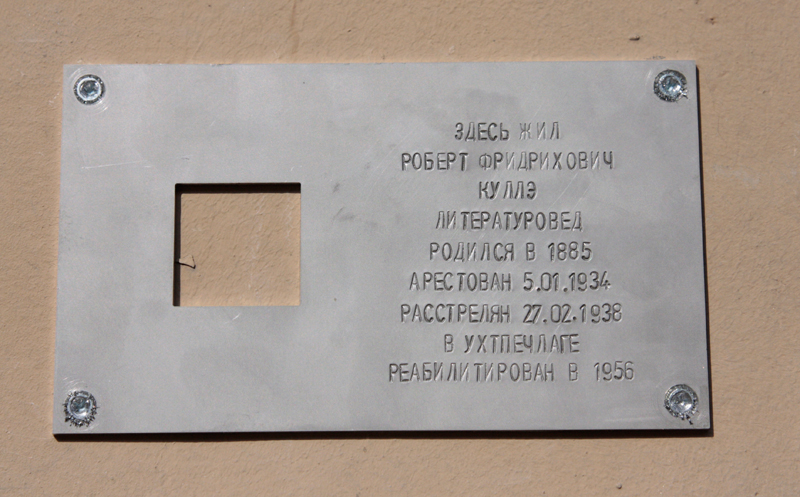 ЗДЕСЬ ЖИЛ
РОБЕРТ ФРИДРИХОВИЧ
КУЛЛЭ
ЛИТЕРАТУРОВЕД
РОДИЛСЯ В 1885
АРЕСТОВАН 5.01.1934
РАССТРЕЛЯН 27.02.1938
В УХТПЕЧЛАГЕ
РЕАБИЛИТИРОВАН В 1956